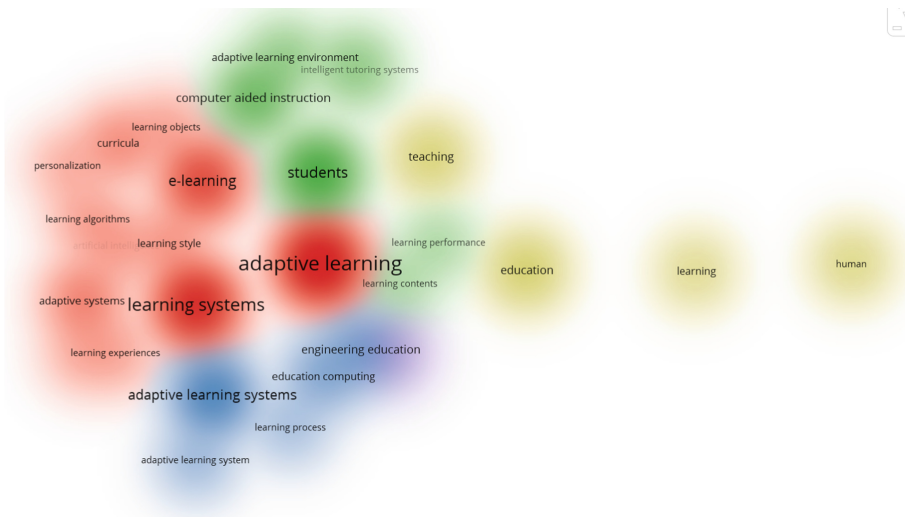 adaptive learning environment
intelligent tutoring systems
computer aided instruction
learning objects
curricula
teaching
personalization
students
e-learning
learning algorithms
learning style
learning performance
adaptive learning
education
learning
human
learning contents
adaptive systems
learning systems
engineering education
learning experiences
education computing
adaptive learning systems
learning process
adaptive learning system